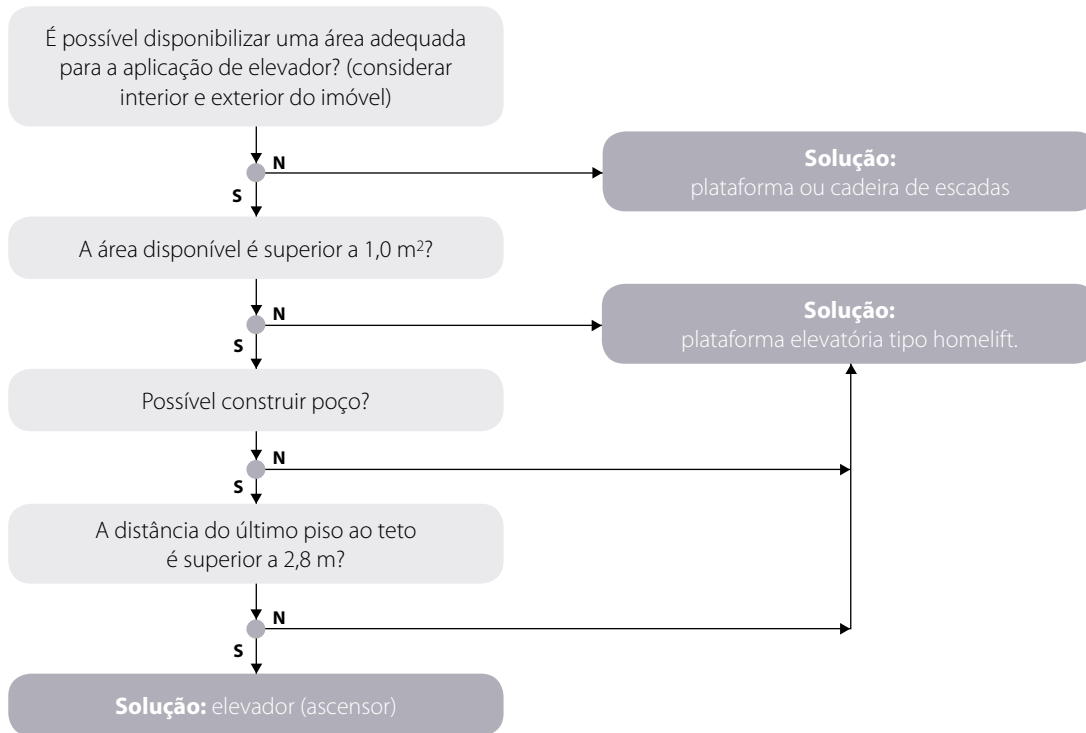 É possível disponibilizar uma área adequada
para a aplicação de elevador? (considerar
interior e exterior do imóvel)
N
S
Solução:
plataforma ou cadeira de escadas
A área disponível é superior a 1,0 m²?
N
S
Solução:
plataforma elevatória tipo homelift.
Possível construir poço?
N
S
A distância do último piso ao teto
é superior a 2,8 m?
N
S
Solução: elevador (ascensor)